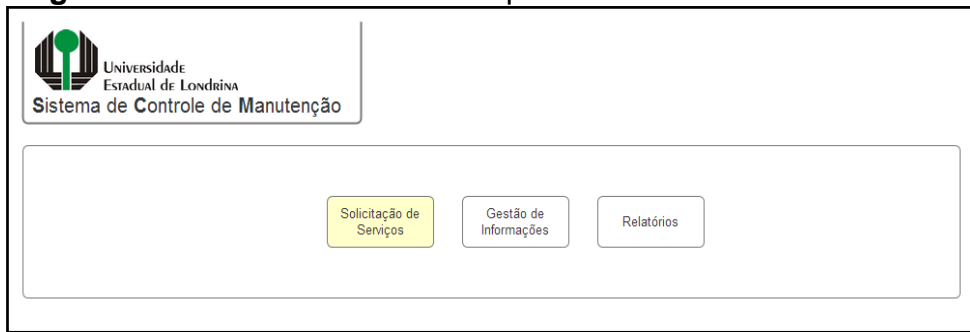 Universidade
Estadual de Londrina
Sistema de Controle de Manutenção
Solicitação de
Serviços
Gestão de
Informações
Relatórios